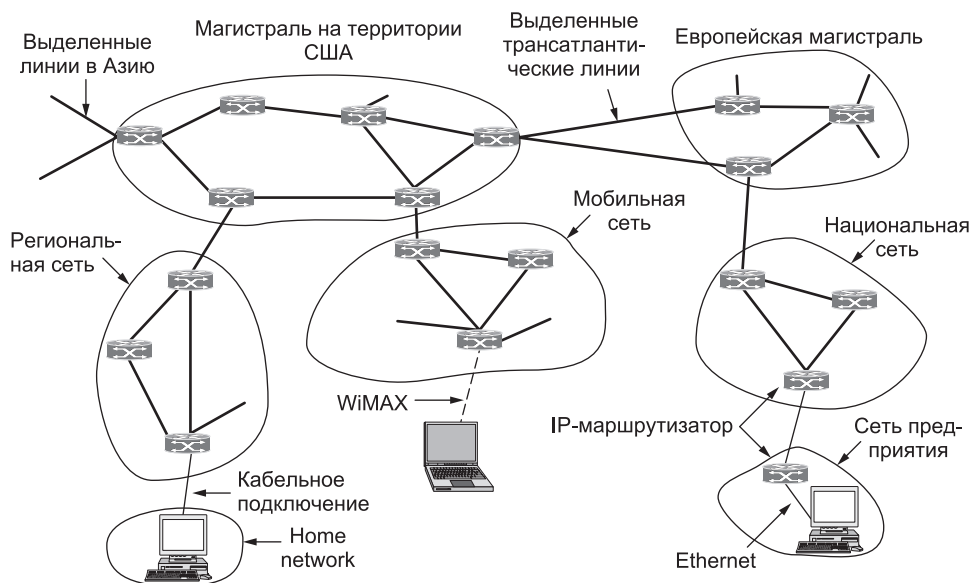 Выделенные
линии в Азию
Магистраль на территории
США
Выделенные
трансатланти-
ческие линии
Европейская магистраль
Региональ-
ная сеть
Мобильная
сеть
Национальная
сеть
WiMAX
IP-маршрутизатор
Сеть пред-
приятия
Кабельное
подключение
Home
network
Ethernet